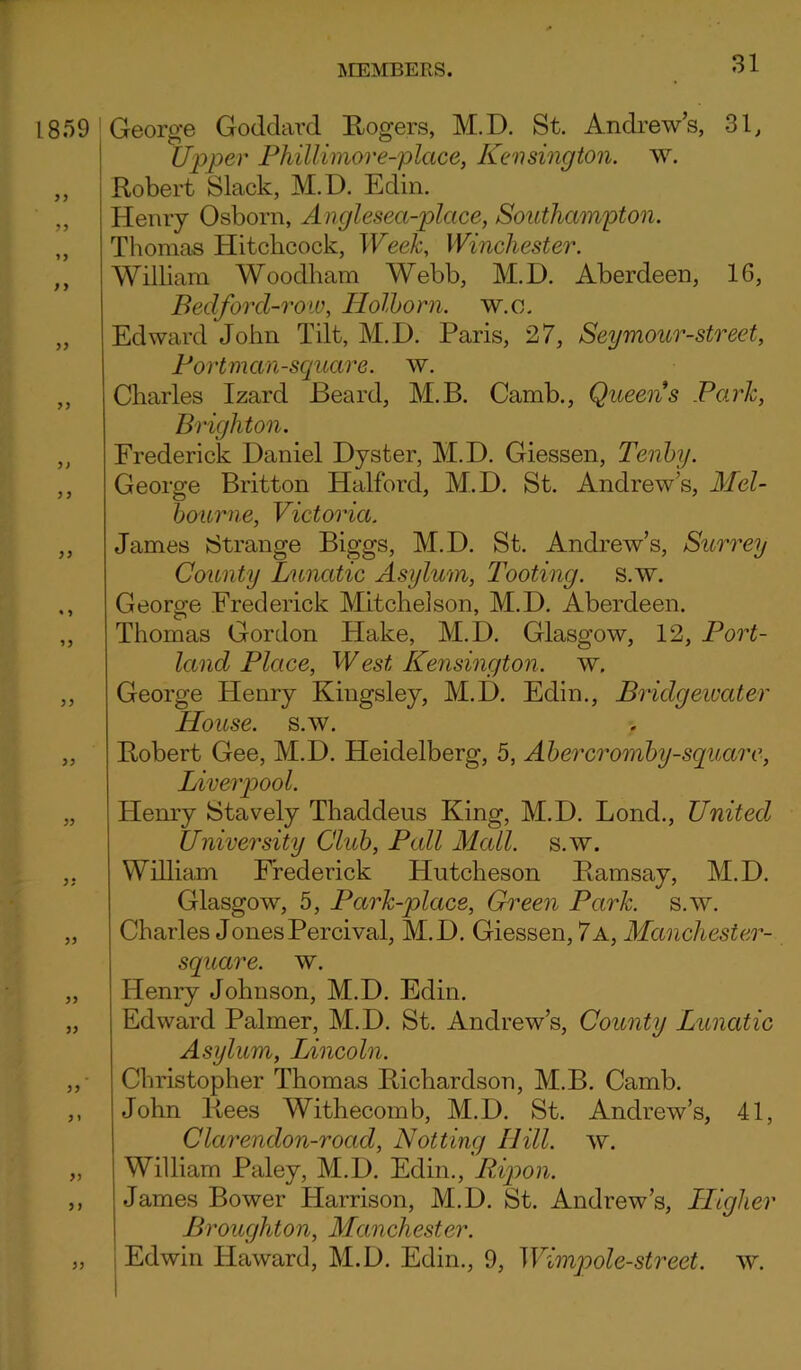 MEMBERS. 31
1859 George Goddard Rogers, M.D. St. Andrew's, 31,
Upper Phillimore-place, Kensington. w.
„ Robert Slack, M.D. Edin.
„ Henry Osborn, Anglesea-place, Southampton.
„ Thomas Hitchcock, Week, Winchester.
„ William Woodham Webb, M.D. Aberdeen, 16,
Bedford-row, Holborn. w.c.
„ Edward John Tilt, M.D. Paris, 27, Seymour-street,
Portman-square. w.
„ Charles Izard Beard, M.B. Camb., Queen's Park,
Brighton.
„ Frederick Daniel Dyster, M.D. Giessen, Tenby.
„ George Britton Halford, M.D. St. Andrew's, Mel-
bourne, Victoria.
„ James Strange Biggs, M.D. St. Andrew's, Surrey
County Lunatic Asylum, Tooting. s.w.
„ George Frederick Mitchelson, M.D. Aberdeen.
„ Thomas Gordon Hake, M.D. Glasgow, 12, Port-
land Place, West Kensington. w.
„ George Henry Kingsley, M.D. Edin., Bridgewater
House. s.w.
„ Robert Gee, M.D. Heidelberg, 5, Abercromby-square,
Liverpool.
„ Henry Stavely Thaddeus King, M.D. Lond., United
University Club, Pall Mall. s.w.
„ William Frederick Hutcheson Ramsay, M.D.
Glasgow, 5, Park-place, Green Park. s.w.
„ Charles Jones Percival, M.D. Giessen, 7A, Manchester-
square. w.
„ Henry Johnson, M.D. Edin.
„ Edward Palmer, M.D. St. Andrew's, County Lunatic
Asylum, Lincoln.
„ Christopher Thomas Richardson, M.B. Camb.
„ John Rees Withecomb, M.D. St. Andrew's, 41,
Clarendon-road, Notting Hill. w.
„ William Paley, M.D. Edin., Ripon.
„ James Bower Harrison, M.D. St. Andrew's, Higher
Broughton, Manchester.
„ Edwin Haward, M.D. Edin., 9, Wimpole-street. w.